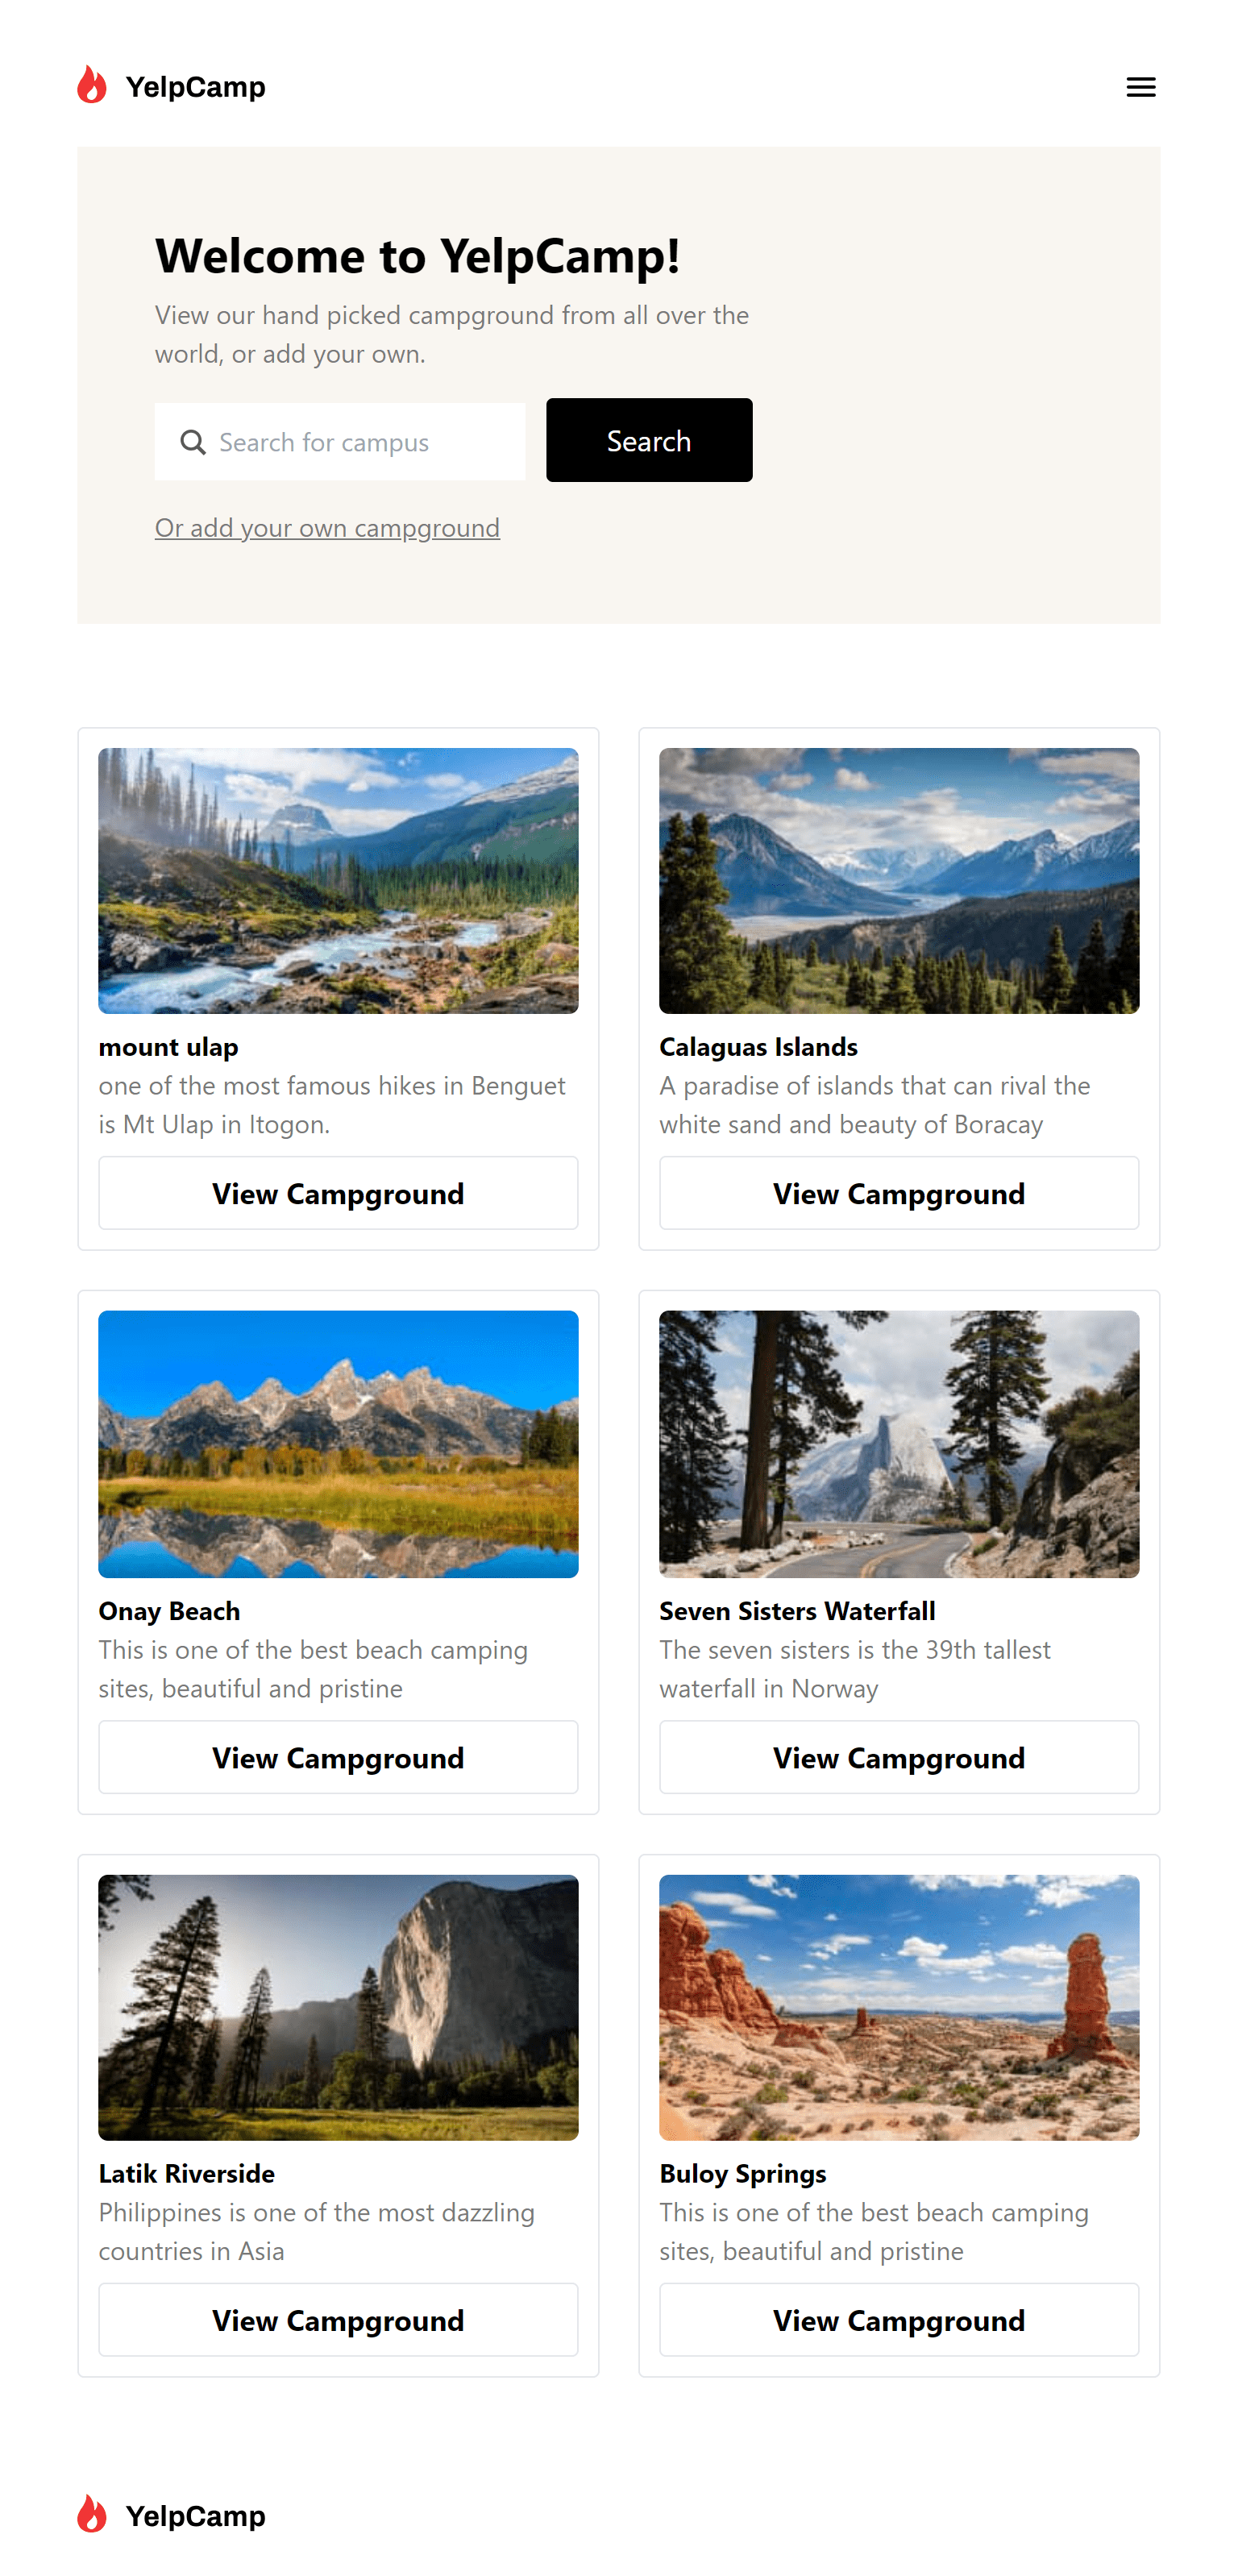 YelpCamp
Welcome to YelpCamp!
View our hand picked campground from all over the
world, or add your own.
Search for campus
Search
Or add your own campground
mount ulap
one of the most famous hikes in Benguet
is Mt Ulap in Itogon.
View Campground
Calaguas Islands
A paradise of islands that can rival the
white sand and beauty of Boracay
View Campground
Onay Beach
This is one of the best beach camping
sites, beautiful and pristine
View Campground
Seven Sisters Waterfall
The seven sisters is the 39th tallest
waterfall in Norway
View Campground
Latik Riverside
Philippines is one of the most dazzling
countries in Asia
View Campground
Buloy Springs
This is one of the best beach camping
sites, beautiful and pristine
View Campground
YelpCamp